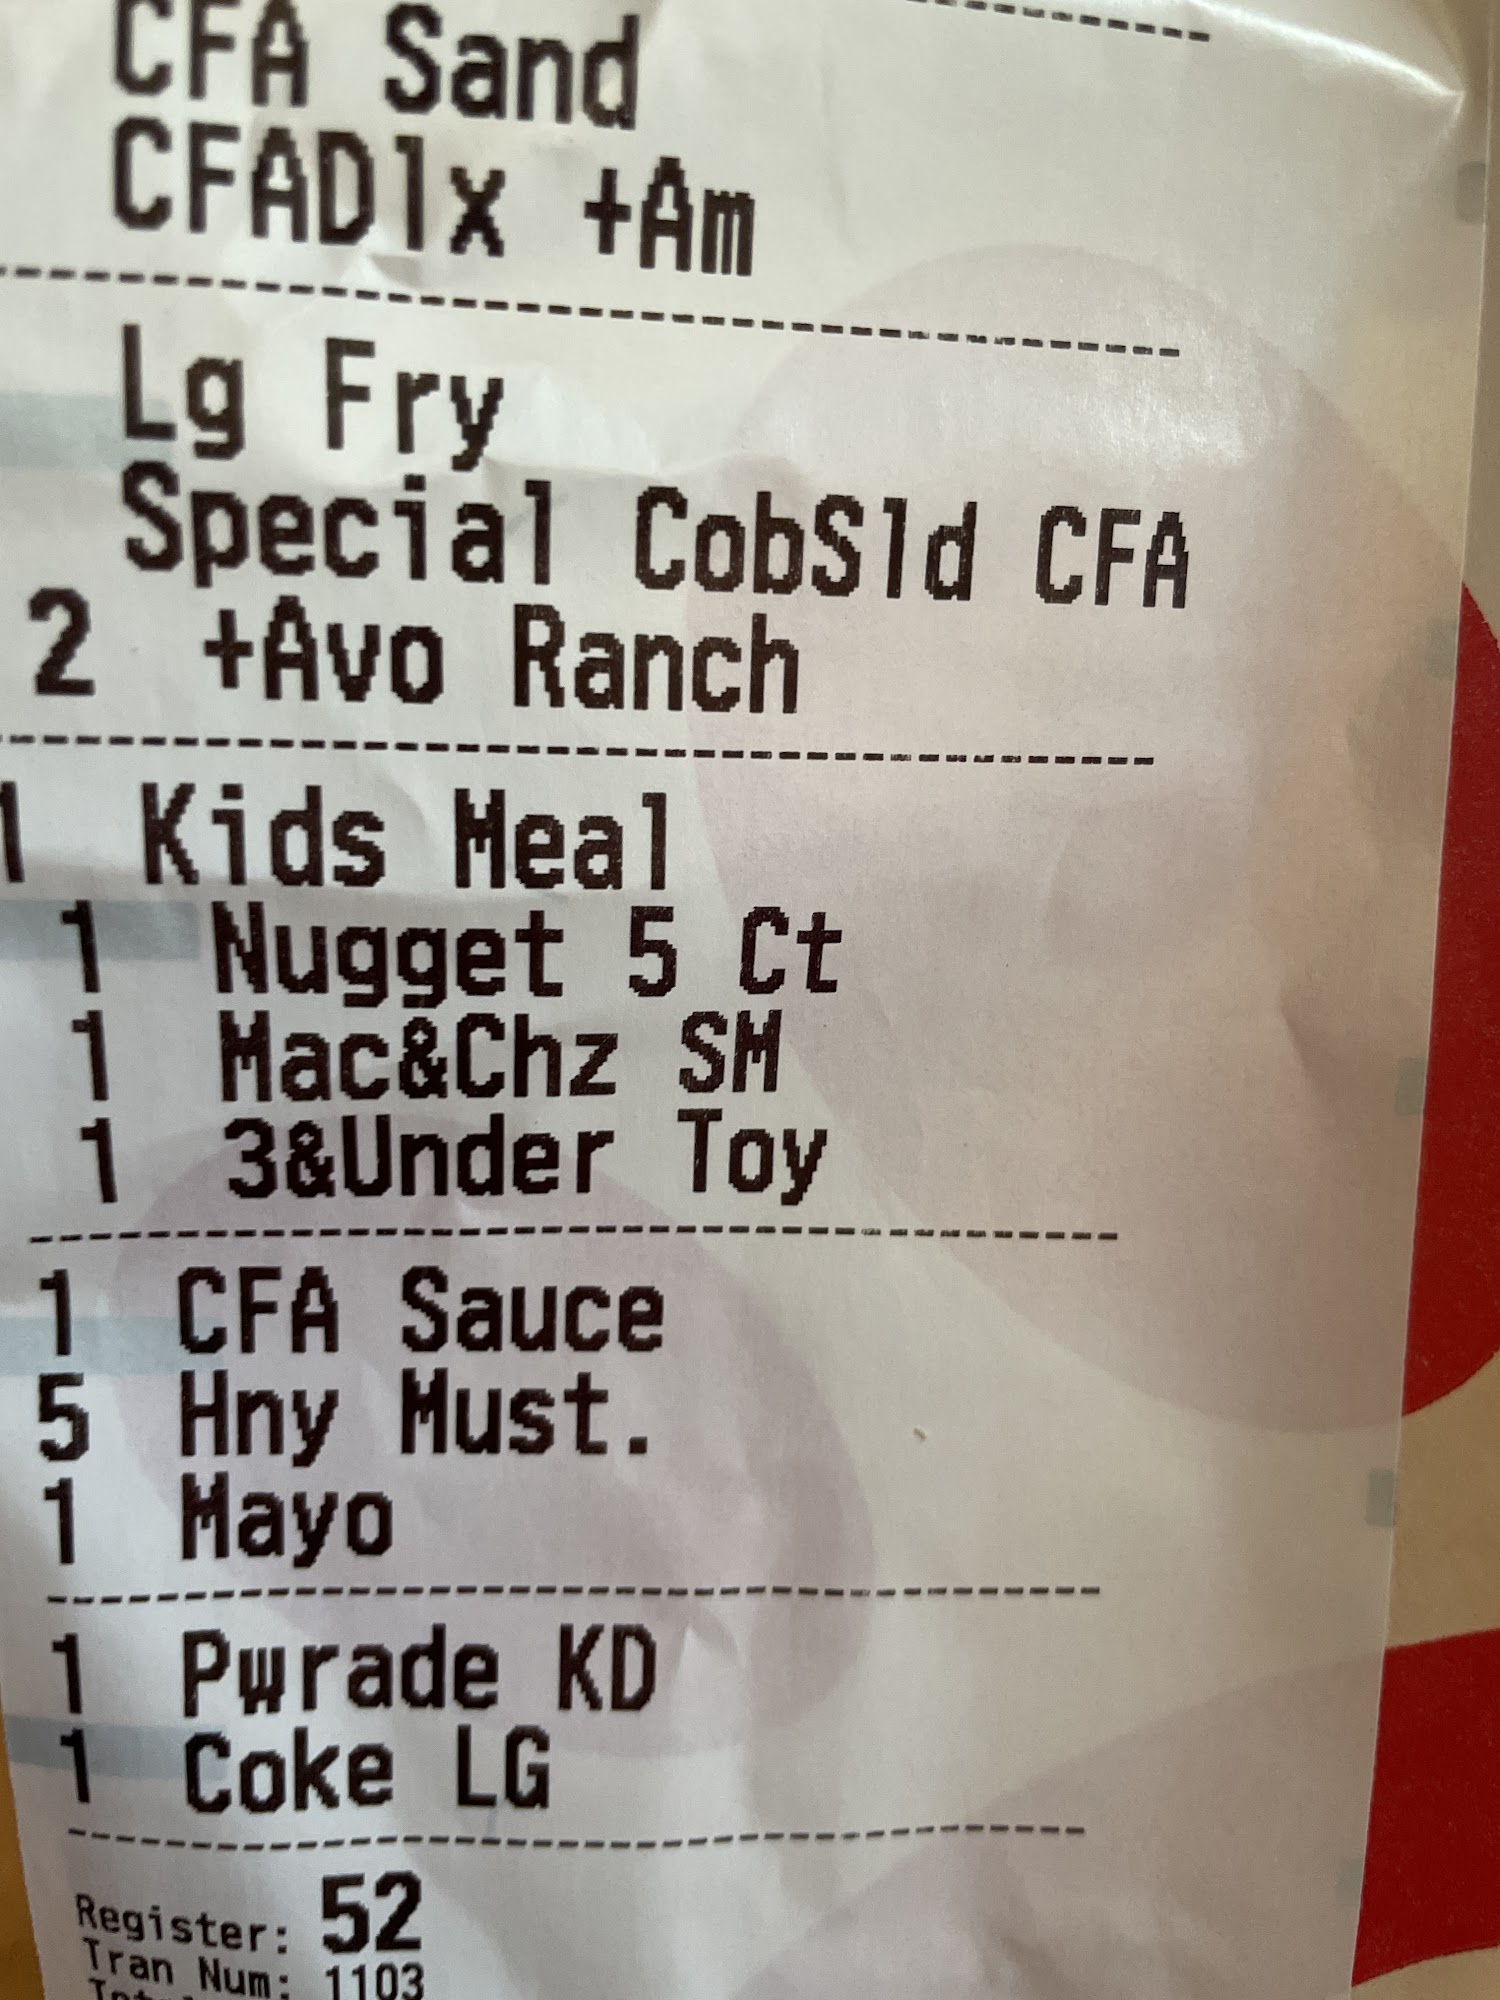 CFA Sand
CFADlx +Am
Lg Fry
Special CobSld CFA
2 +Avo Ranch
1 Kids Meal
1 Nugget 5 Ct
1 Mac&Chz SM
1 3&Under Toy
1 CFA Sauce
5 Hny Must.
1 Mayo
1 Pwrade KD
1 Coke LG
Register: 52
Tran Num: 1103